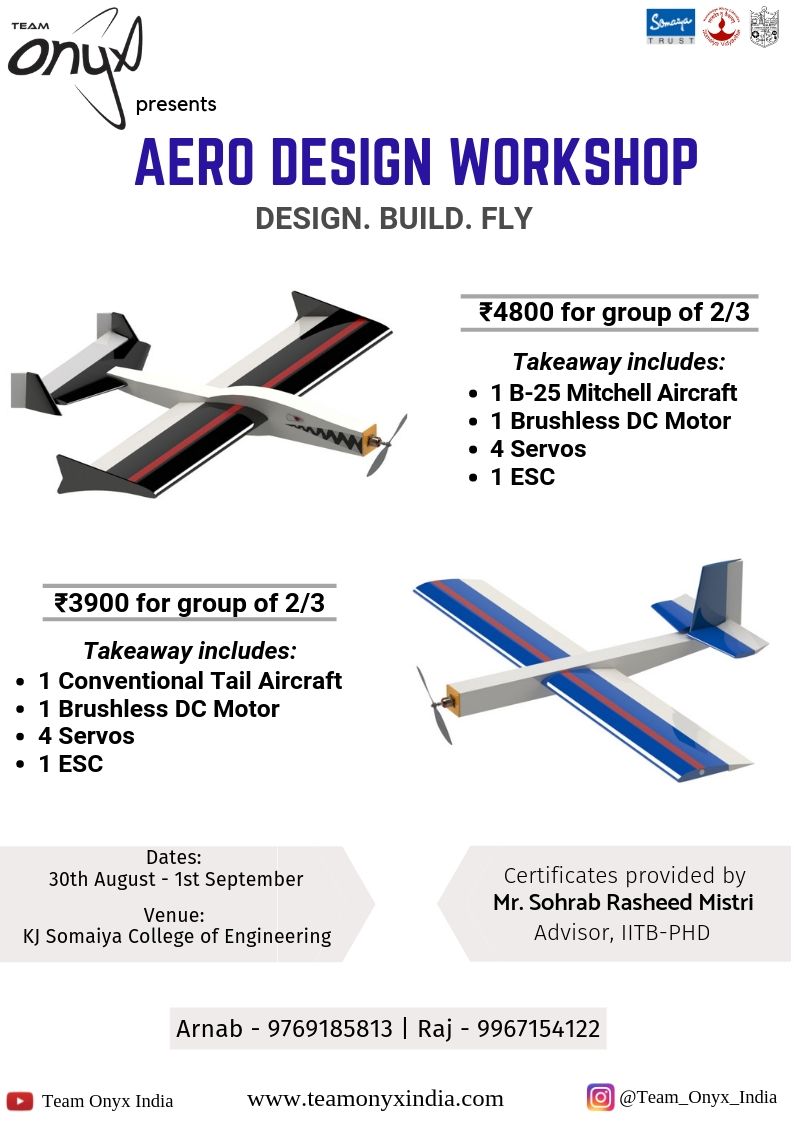 TEAM
onyx
presents
Somaiya
TRUST
AERO DESIGN WORKSHOP
DESIGN. BUILD. FLY
₹4800 for group of 2/3
Takeaway includes:
• 1 B-25 Mitchell Aircraft
• 1 Brushless DC Motor
• 4 Servos
• 1 ESC
₹3900 for group of 2/3
Takeaway includes:
• 1 Conventional Tail Aircraft
• 1 Brushless DC Motor
• 4 Servos
• 1 ESC
Dates:
30th August - 1st September
Venue:
KJ Somaiya College of Engineering
Certificates provided by
Mr. Sohrab Rasheed Mistri
Advisor, IITB-PHD
Arnab - 9769185813 | Raj - 9967154122
Team Onyx India
www.teamonyxindia.com
@Team_Onyx_India